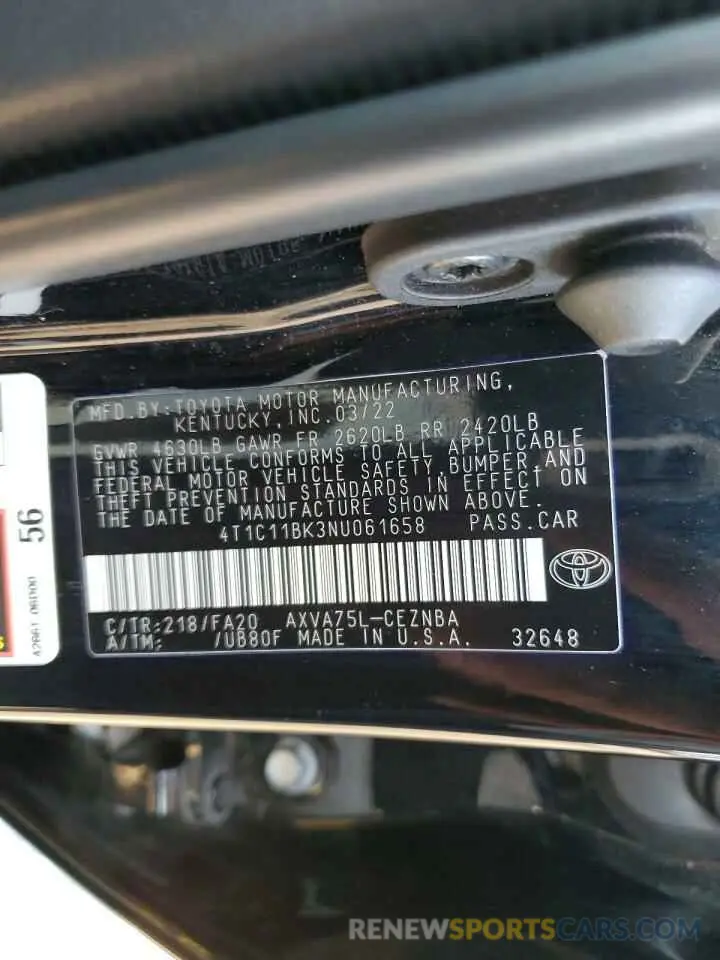 MFD. BY: TOYOTA MOTOR MANUFACTURING,
KENTUCKY, INC. 03/22
GVWR 4630LB GAWR FR 2620LB RR 2420LB
THIS VEHICLE CONFORMS TO ALL APPLICABLE
FEDERAL MOTOR VEHICLE SAFETY, BUMPER, AND
THEFT PREVENTION STANDARDS IN EFFECT ON
THE DATE OF MANUFACTURE SHOWN ABOVE.
4T1C11BK3NU061658 PASS. CAR
C/TR: 218/FA20 AXVA75L-CEZNBA
A/TM: /UB80F MADE IN U.S.A. 32648
56
RENEWSPORTSCARS.COM